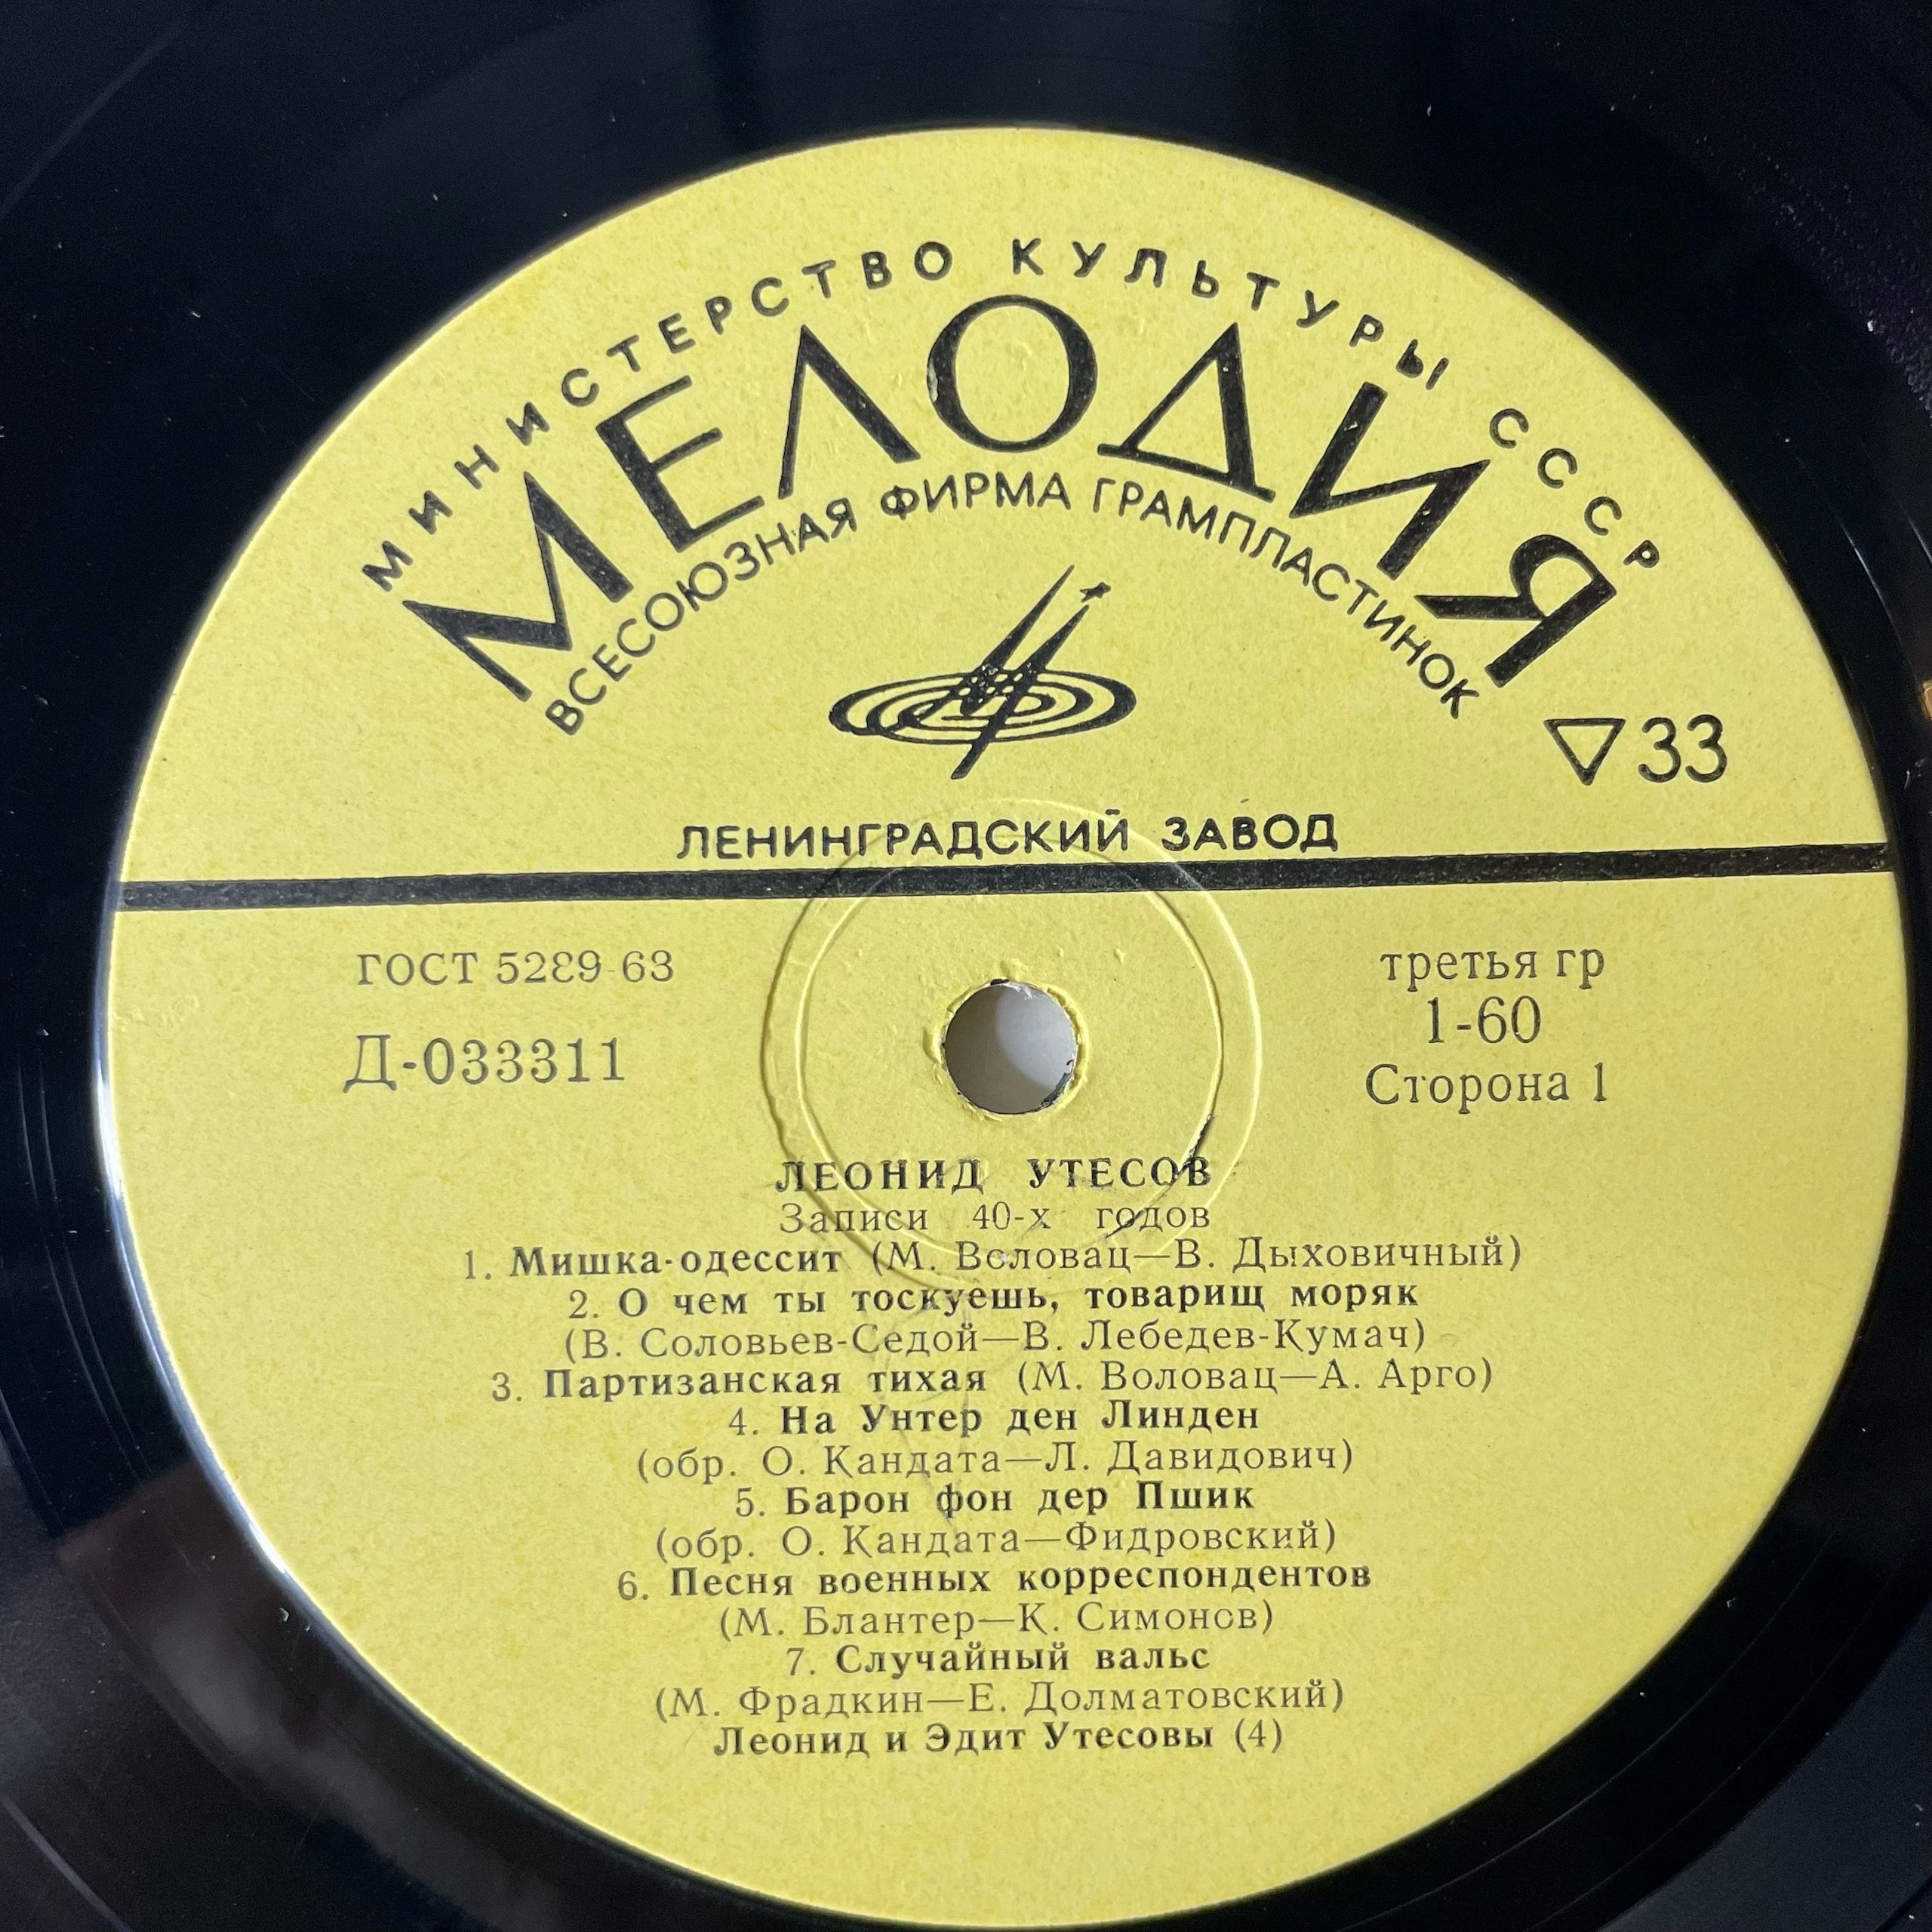 МИНИСТЕРСТВО КУЛЬТУРЫ СССР
МЕЛОДИЯ
ВСЕСОЮЗНАЯ ФИРМА ГРАМПЛАСТИНОК
▽33
ЛЕНИНГРАДСКИЙ ЗАВОД
ГОСТ 5289-63
третья гр
Д-033311
1-60
Сторона 1
ЛЕОНИД УТЕСОВ
Записи 40-х годов
1. Мишка-одессит (М. Воловац—В. Дыховичный)
2. О чем ты тоскуешь, товарищ моряк
(В. Соловьев-Седой—В. Лебедев-Кумач)
3. Партизанская тихая (М. Воловац—А. Арго)
4. На Унтер ден Линден
(обр. О. Кандата—Л. Давидович)
5. Барон фон дер Пшик
(обр. О. Кандата—Фидровский)
6. Песня военных корреспондентов
(М. Блантер—К. Симонов)
7. Случайный вальс
(М. Фрадкин—Е. Долматовский)
Леонид и Эдит Утесовы (4)